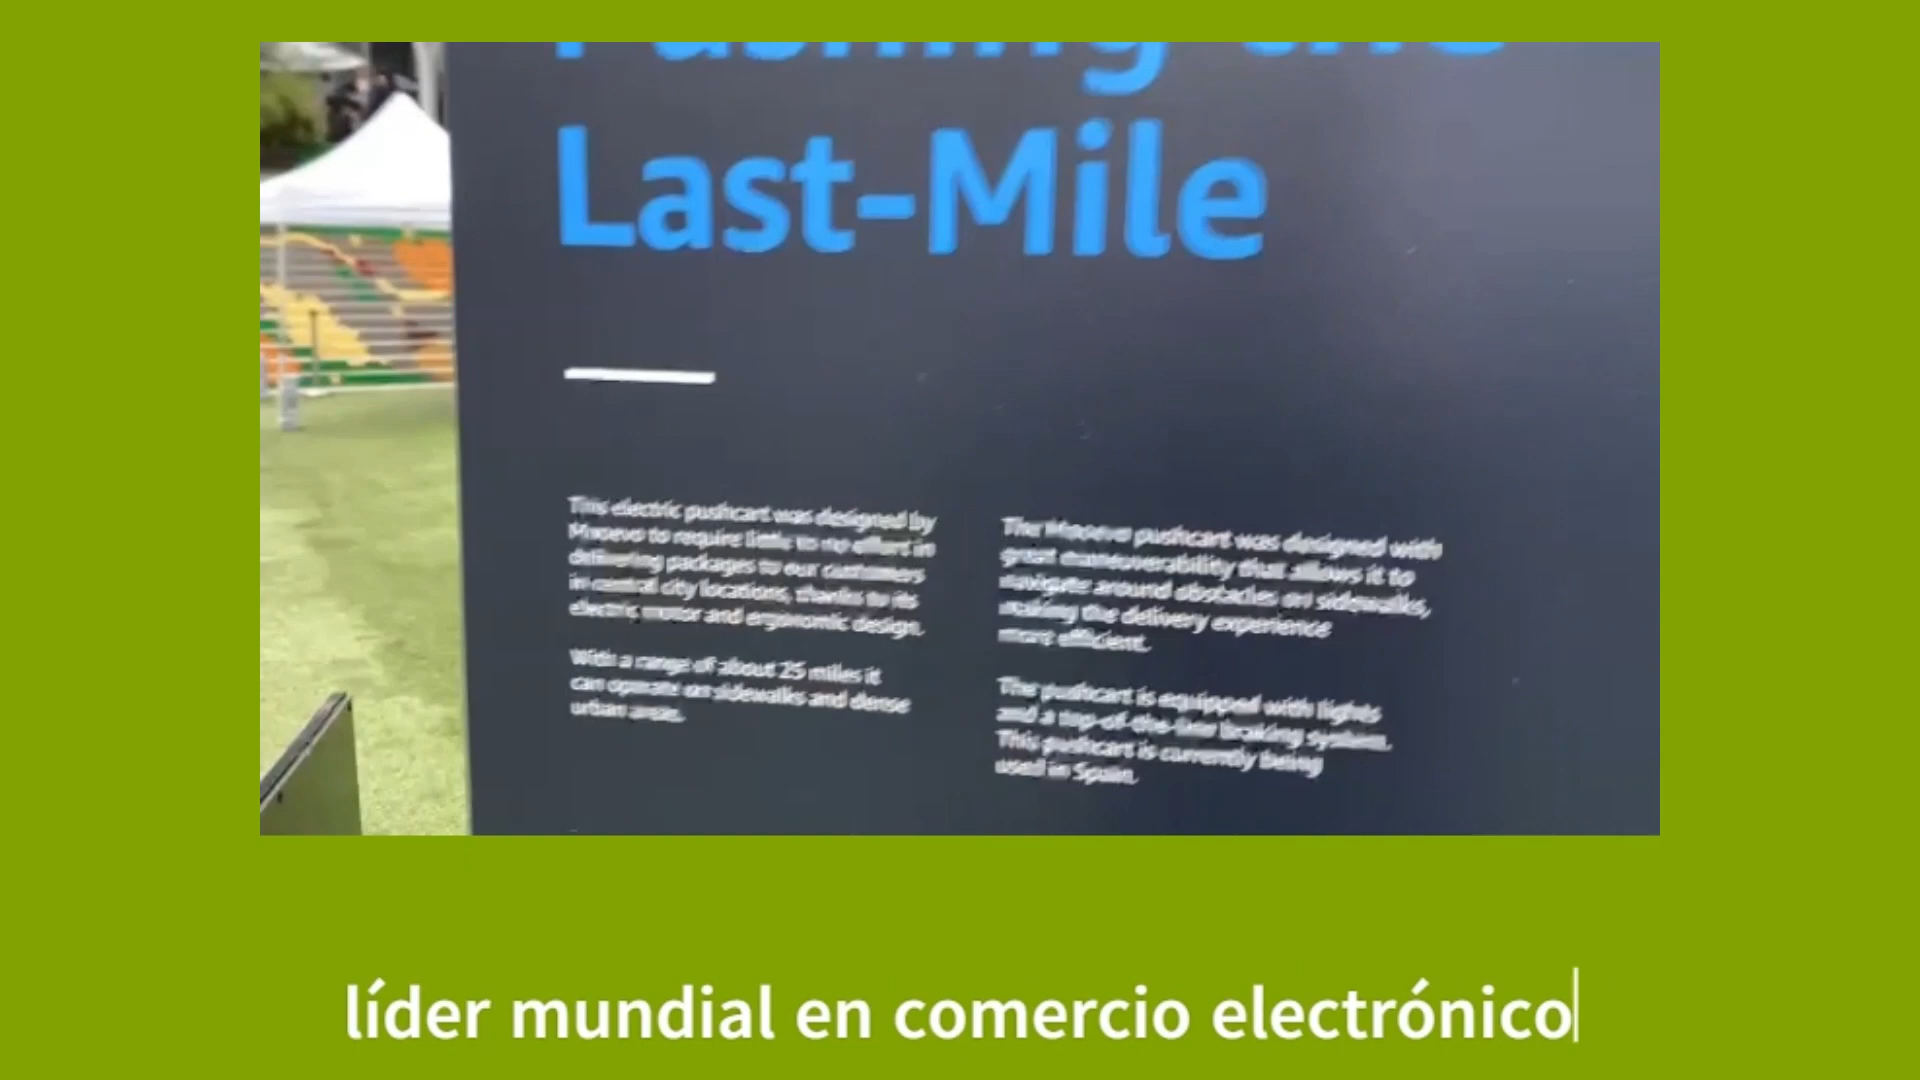 Pushing the
Last-Mile
This electric pushcart was designed by
to require little to no effort in
delivering packages to our customers
in central city locations, thanks to its
electric motor and ergonomic design.
With a range of about 25 miles it
can operate on sidewalks and dense
urban areas.
The pushcart was designed with
great maneuverability that allows it to
navigate around obstacles on sidewalks,
making the delivery experience
more efficient.
The pushcart is equipped with lights
and a top-of-the-line braking system.
This pushcart is currently being
used in Spain.
líder mundial en comercio electrónico